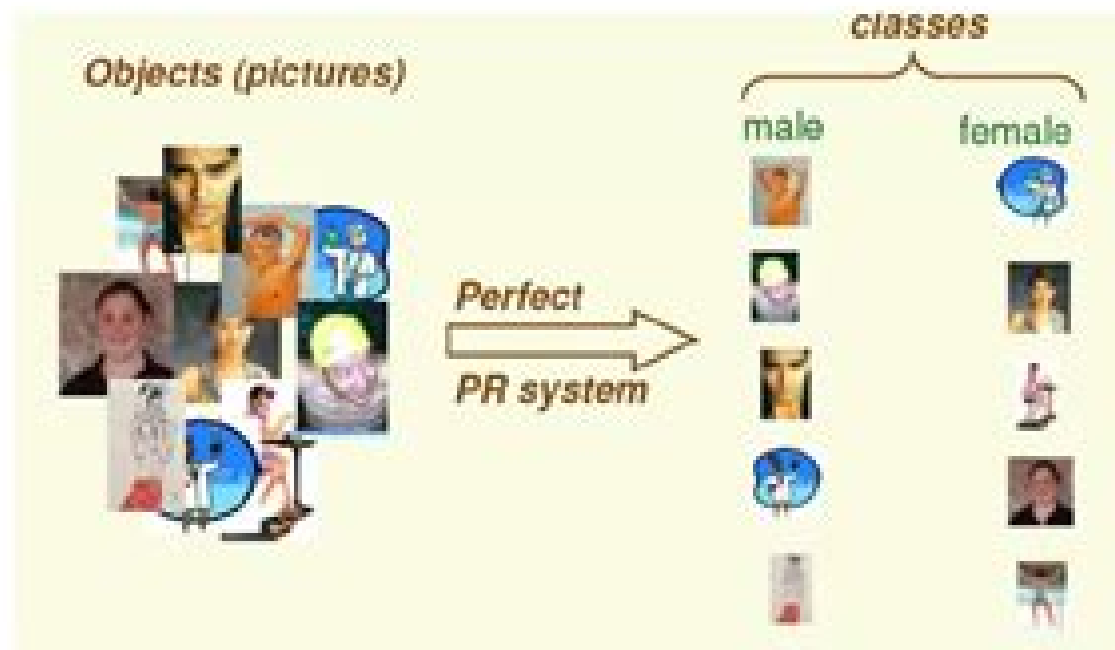 classes
Objects (pictures)
male
female
Perfect
PR system